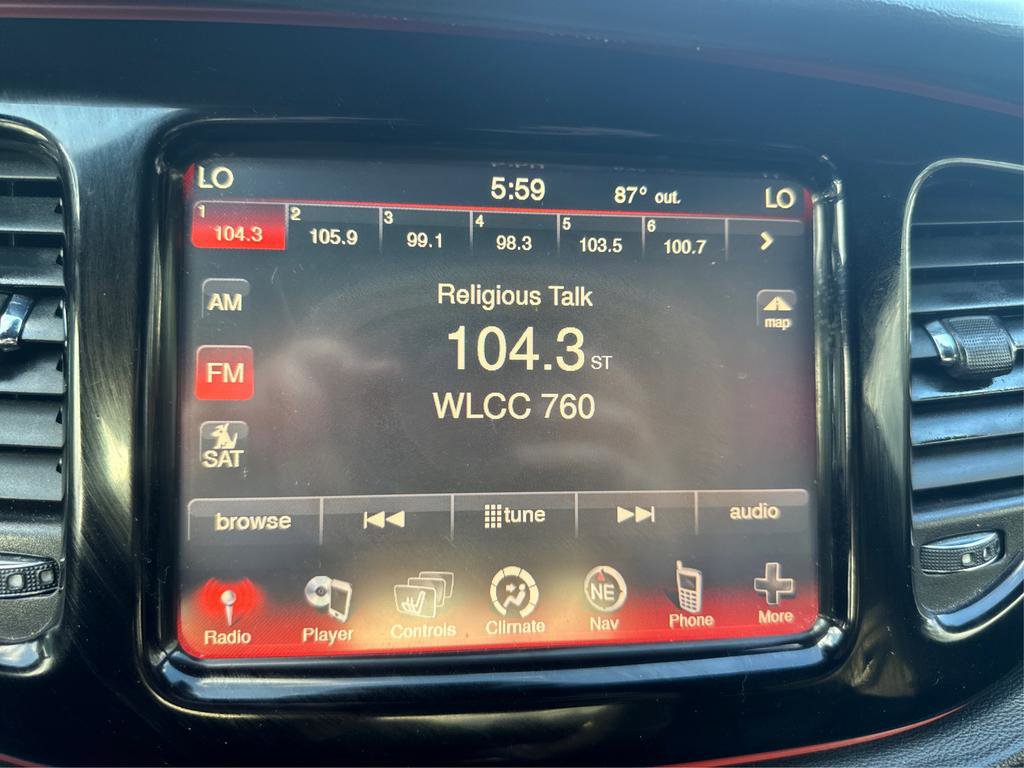 LO 5:59 87° out. LO
1 104.3 2 105.9 3 99.1 4 98.3 5 103.5 6 100.7
AM
Religious Talk
map
104.3 ST
FM
WLCC 760
SAT
browse tune audio
NE
Radio Player Controls Climate Nav Phone More